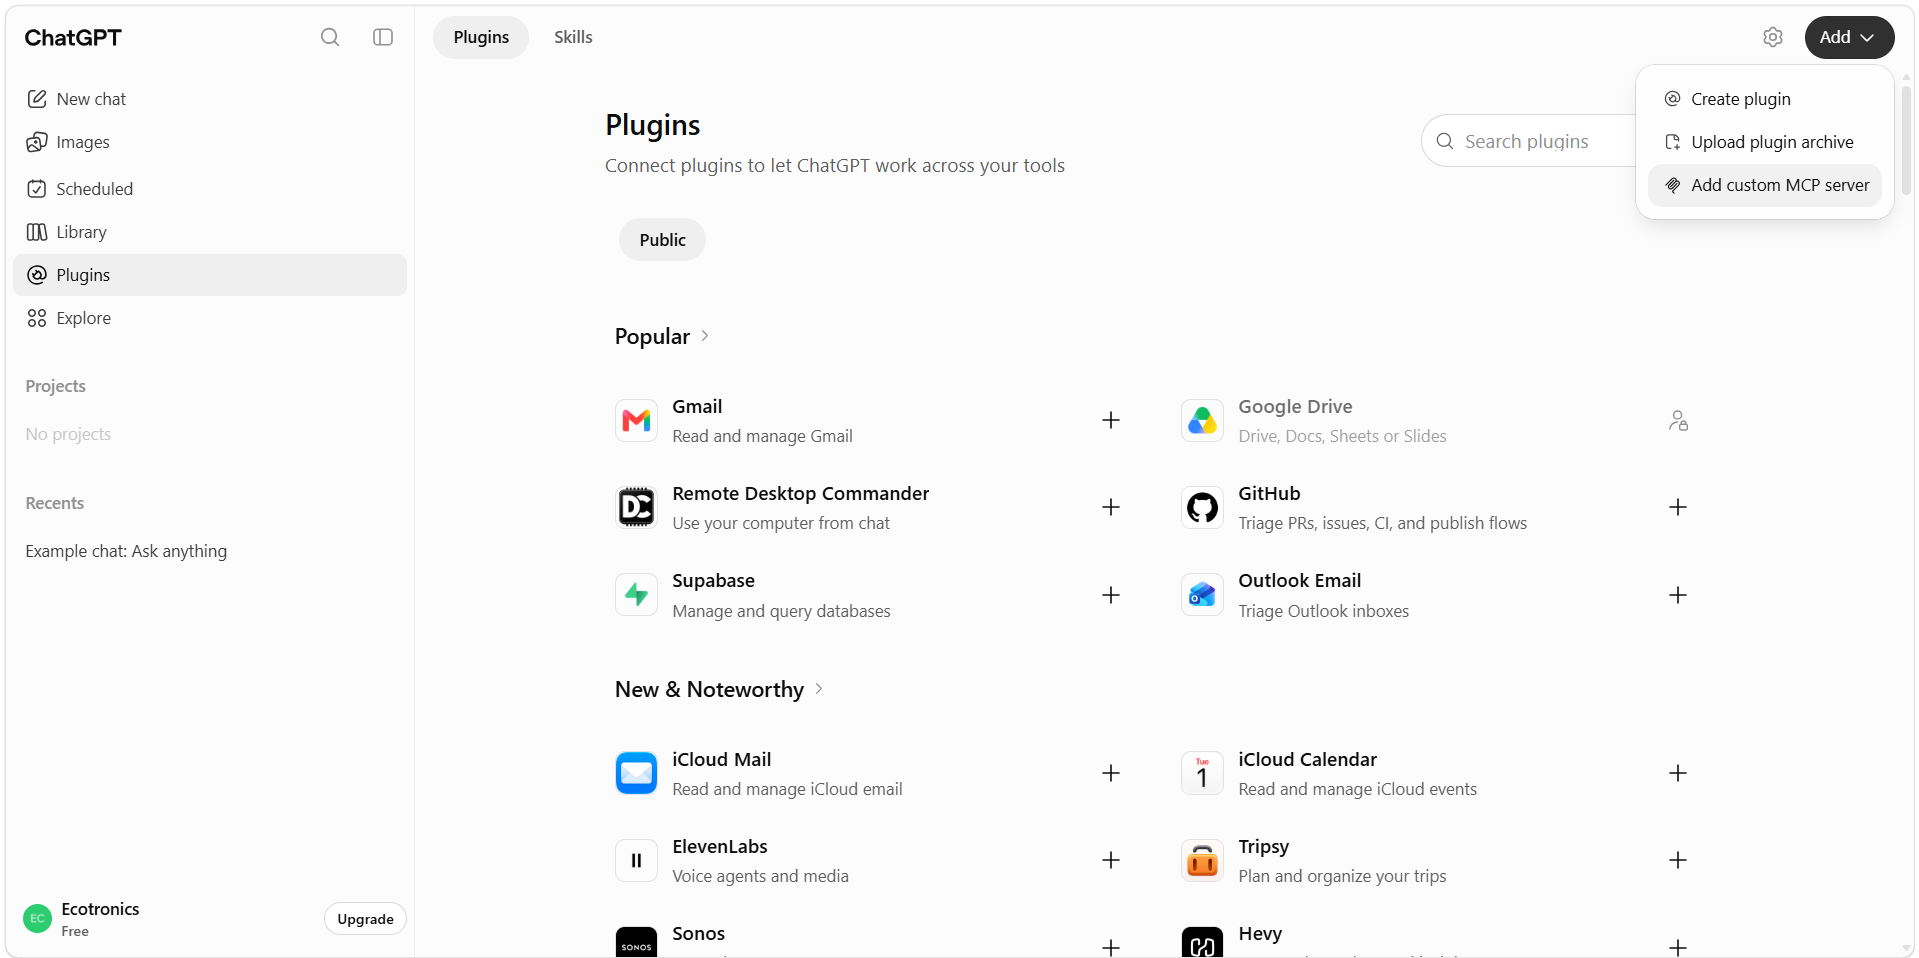 ChatGPT
New chat
Images
Scheduled
Library
Plugins
Explore
Projects
No projects
Recents
Example chat: Ask anything
EC
Ecotronics
Free
Upgrade
Plugins
Skills
Add
Create plugin
Upload plugin archive
Add custom MCP server
Plugins
Connect plugins to let ChatGPT work across your tools
Search plugins
Public
Popular
Gmail
Read and manage Gmail
Google Drive
Drive, Docs, Sheets or Slides
DC
Remote Desktop Commander
Use your computer from chat
GitHub
Triage PRs, issues, CI, and publish flows
Supabase
Manage and query databases
Outlook Email
Triage Outlook inboxes
New & Noteworthy
iCloud Mail
Read and manage iCloud email
Tue
1
iCloud Calendar
Read and manage iCloud events
ElevenLabs
Voice agents and media
Tripsy
Plan and organize your trips
SONOS
Sonos
Hevy